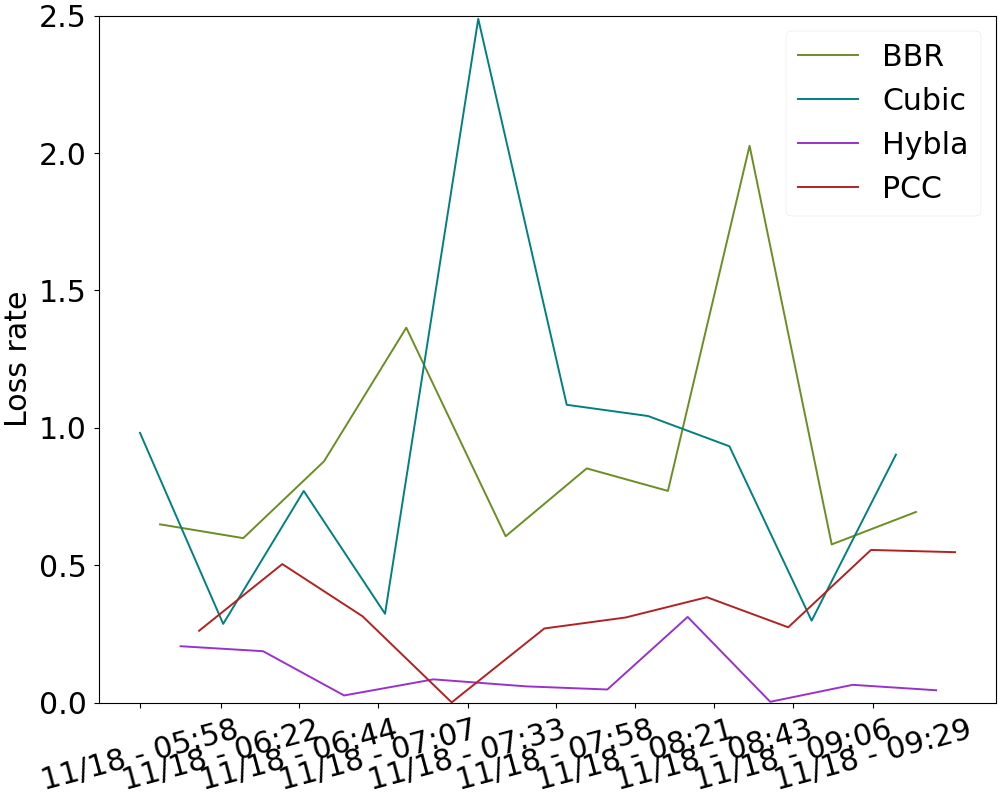 2.5
2.0
1.5
1.0
0.5
0.0
Loss rate
BBR
Cubic
Hybla
PCC
11/18 - 05:58
11/18 - 06:22
11/18 - 06:44
11/18 - 07:07
11/18 - 07:33
11/18 - 07:58
11/18 - 08:21
11/18 - 08:43
11/18 - 09:06
11/18 - 09:29